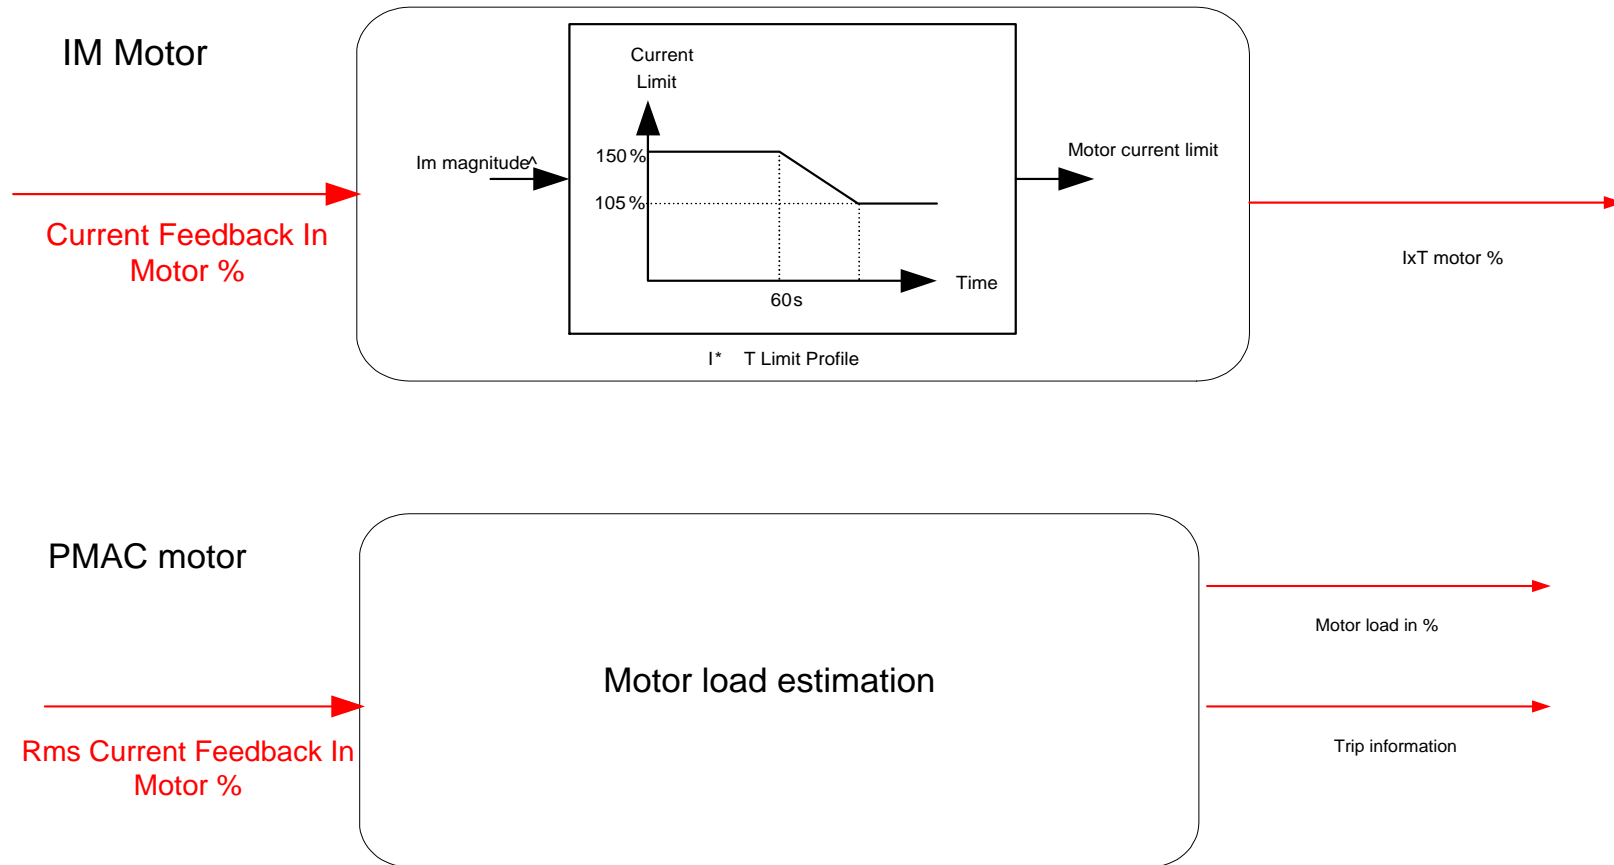 IM Motor
Current
Limit
Im magnitude^
150%
105%
Motor current limit
Current Feedback In
Motor %
IxT motor %
Time
60s
I* T Limit Profile
PMAC motor
Motor load in %
Motor load estimation
Rms Current Feedback In
Motor %
Trip information